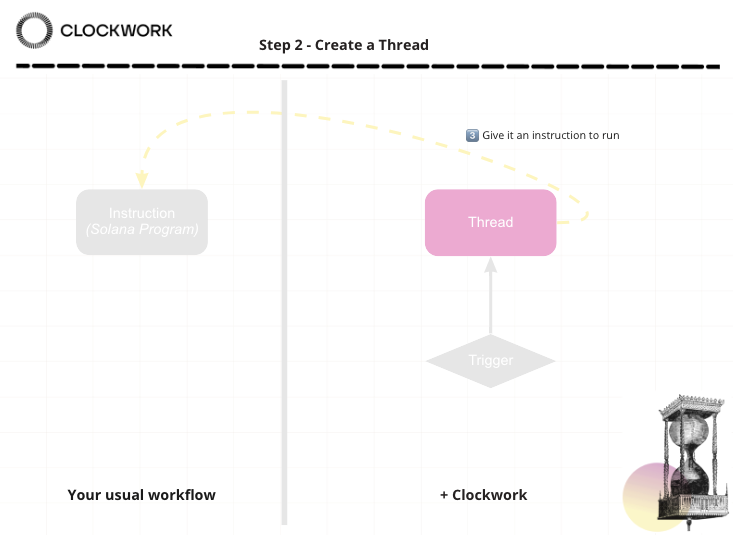 CLOCKWORK
Step 2 - Create a Thread
3 Give it an instruction to run
Instruction
(Solana Program)
Thread
Trigger
Your usual workflow
+ Clockwork